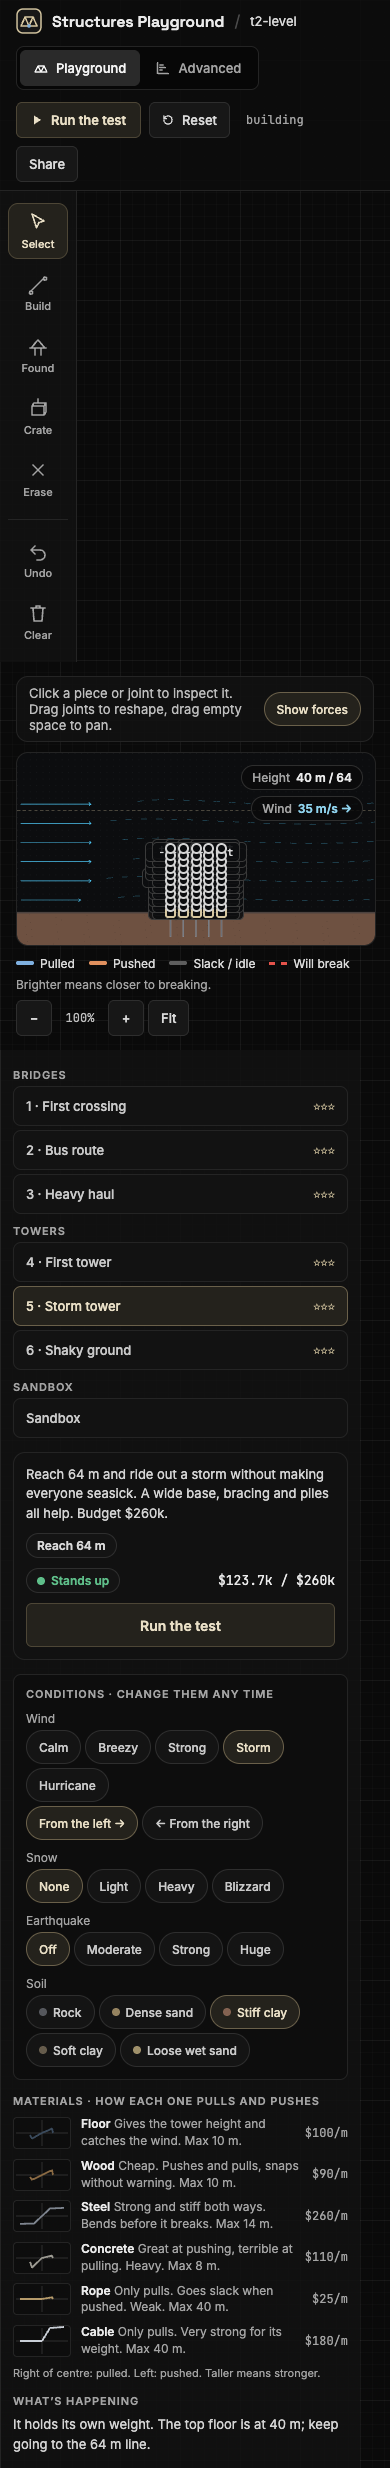 Structures Playground / t2-level
Playground Advanced
Run the test Reset building
Share
Select
Build
Found
Crate
Erase
Undo
Clear
Click a piece or joint to inspect it.
Drag joints to reshape, drag empty
space to pan.
Show forces
Height 40 m / 64
Wind 35 m/s →
Pulled Pushed Slack / idle Will break
Brighter means closer to breaking.
− 100% + Fit
BRIDGES
1 · First crossing ☆☆☆
2 · Bus route ☆☆☆
3 · Heavy haul ☆☆☆
TOWERS
4 · First tower ☆☆☆
5 · Storm tower ☆☆☆
6 · Shaky ground ☆☆☆
SANDBOX
Sandbox
Reach 64 m and ride out a storm without making
everyone seasick. A wide base, bracing and piles
all help. Budget $260k.
Reach 64 m
Stands up $123.7k / $260k
Run the test
CONDITIONS · CHANGE THEM ANY TIME
Wind
Calm Breezy Strong Storm
Hurricane
From the left → ← From the right
Snow
None Light Heavy Blizzard
Earthquake
Off Moderate Strong Huge
Soil
Rock Dense sand Stiff clay
Soft clay Loose wet sand
MATERIALS · HOW EACH ONE PULLS AND PUSHES
Floor Gives the tower height and
catches the wind. Max 10 m. $100/m
Wood Cheap. Pushes and pulls, snaps
without warning. Max 10 m. $90/m
Steel Strong and stiff both ways.
Bends before it breaks. Max 14 m. $260/m
Concrete Great at pushing, terrible at
pulling. Heavy. Max 8 m. $110/m
Rope Only pulls. Goes slack when
pushed. Weak. Max 40 m. $25/m
Cable Only pulls. Very strong for its
weight. Max 40 m. $180/m
Right of centre: pulled. Left: pushed. Taller means stronger.
WHAT'S HAPPENING
It holds its own weight. The top floor is at 40 m; keep
going to the 64 m line.